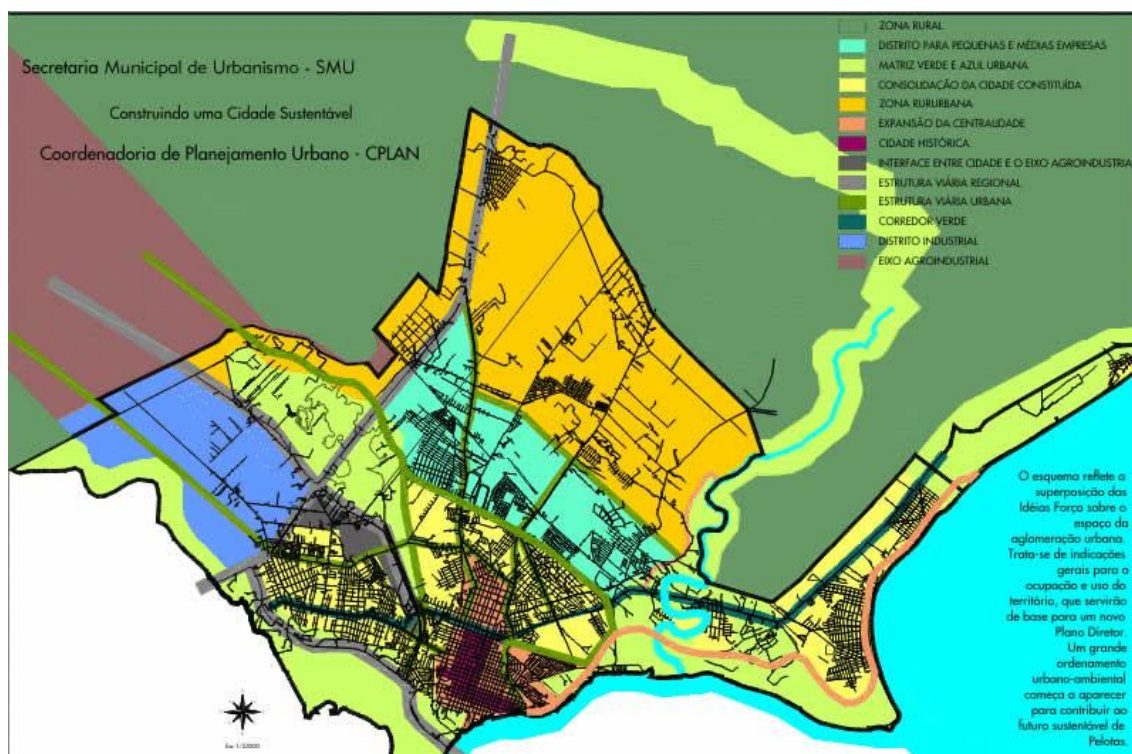 Secretaria Municipal de Urbanismo - SMU
Construindo uma Cidade Sustentável
Coordenadoria de Planejamento Urbano - CPLAN
ZONA RURAL
DISTRITO PARA PEQUENAS E MÉDIAS EMPRESAS
MATRIZ VERDE E AZUL URBANA
CONSOLIDAÇÃO DA CIDADE CONSTITUÍDA
ZONA RURURBANA
EXPANSÃO DA CENTRALIDADE
CIDADE HISTÓRICA
INTERFACE ENTRE CIDADE E O EIXO AGROINDUSTRIA
ESTRUTURA VIÁRIA REGIONAL
ESTRUTURA VIÁRIA URBANA
CORREDOR VERDE
DISTRITO INDUSTRIAL
EIXO AGROINDUSTRIAL
O esquema reflete a
superposição das
Idéias Força sobre o
espaço da
aglomeração urbana.
Trata-se de indicações
gerais para a
ocupação e uso do
território, que servirão
de base para um novo
Plano Diretor.
Um grande
ordenamento
urbano-ambiental
começa a aparecer
para contribuir ao
futuro sustentável de
Pelotas.